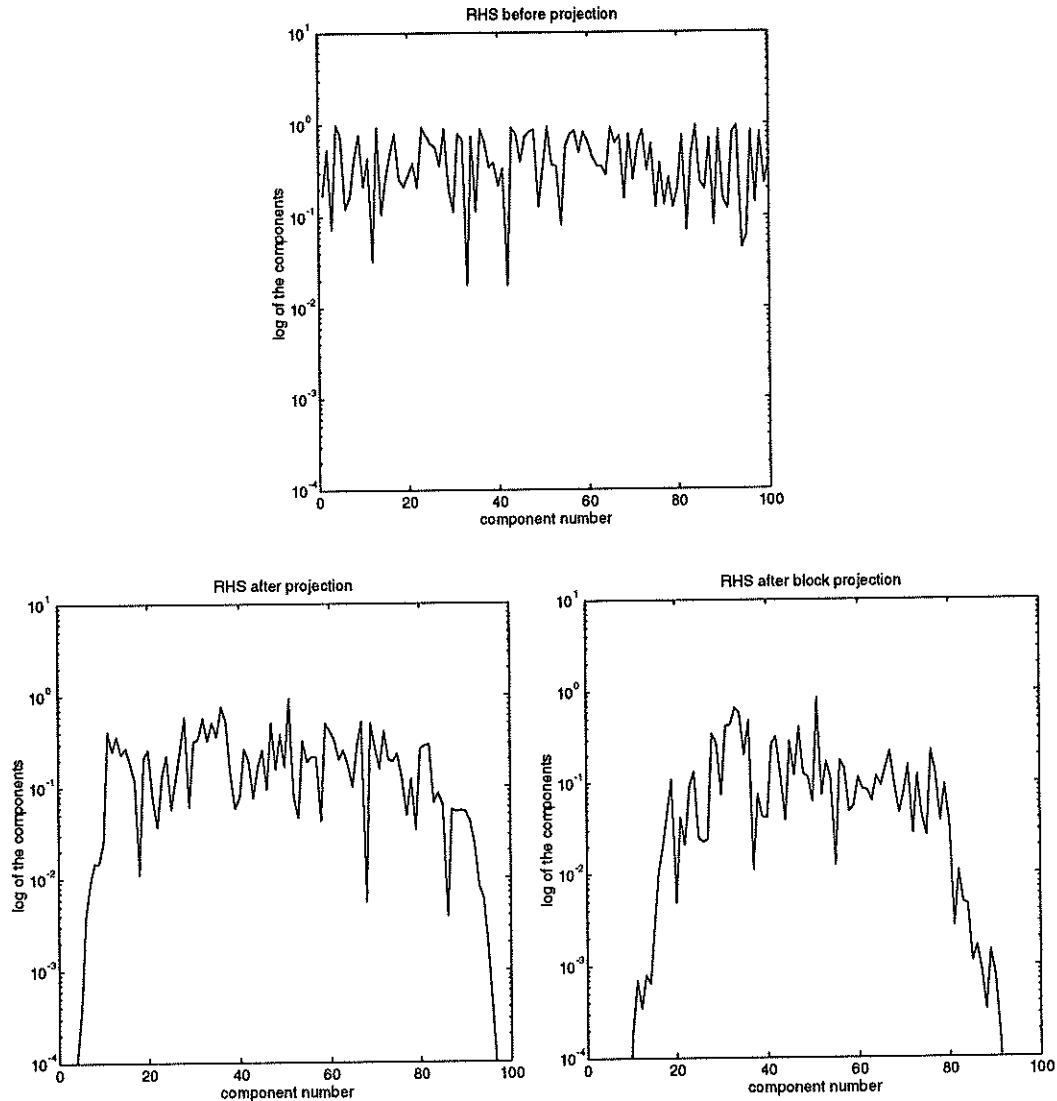 RHS before projection
10^1
10^0
10^-1
10^-2
10^-3
10^-4
log of the components
0 20 40 60 80 100
component number
RHS after projection
10^1
10^0
10^-1
10^-2
10^-3
10^-4
log of the components
0 20 40 60 80 100
component number
RHS after block projection
10^1
10^0
10^-1
10^-2
10^-3
10^-4
log of the components
0 20 40 60 80 100
component number